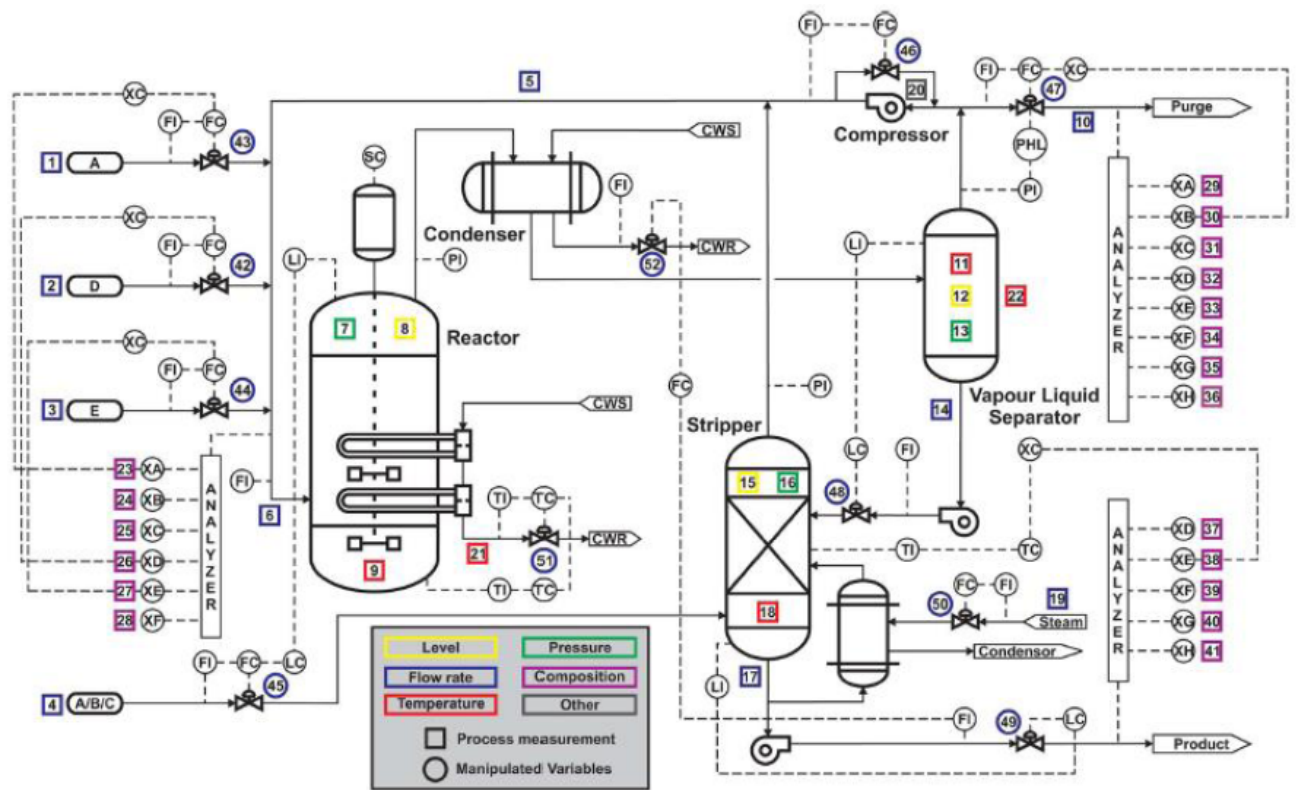 FI FC 46
5
XC
FI FC 43
1 A
20
Compressor
FI FC XC
47
10
Purge
PHL
PI
CWS
SC
FI
Condenser
CWR
52
PI
XC
FI FC
42
2 D
LI
LI
11
12
13
22
Vapour Liquid
Separator
14
ANALYZER
XA 29
XB 30
XC 31
XD 32
XE 33
XF 34
XG 35
XH 36
7 8
Reactor
XC
FI FC
44
3 E
CWS
FC
PI
Stripper
15 16
LC
FI
48
XC
23 XA
24 XB
25 XC
26 XD
27 XE
28 XF
ANALYZER
FI
6
TI TC
21
51
CWR
9
TI TC
TI TC
18
FC FI
50
19
Steam
Condensor
ANALYZER
XD 37
XE 38
XF 39
XG 40
XH 41
FI FC LC
45
4 A/B/C
LI
17
FI
49
LC
Product
Level
Pressure
Flow rate
Composition
Temperature
Other
Process measurement
Manipulated Variables